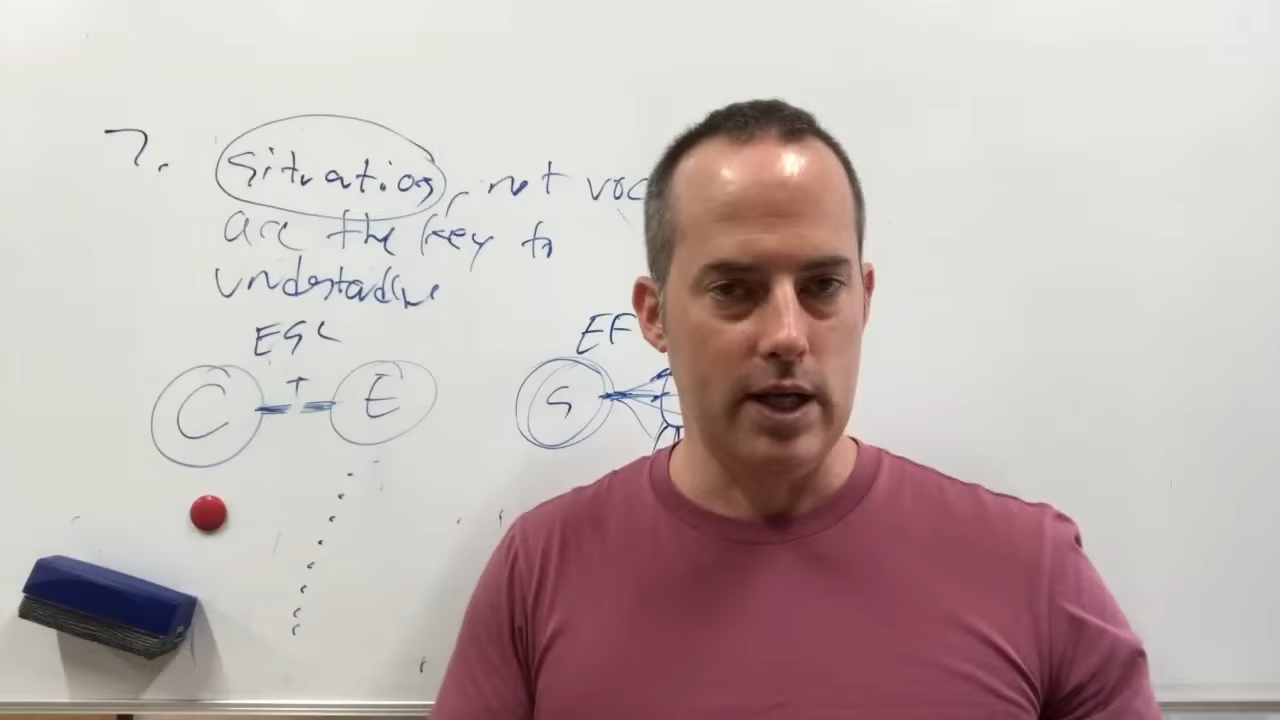 7. Situations, not voc
are the key to
understanding
ESL
EF
C T E
S